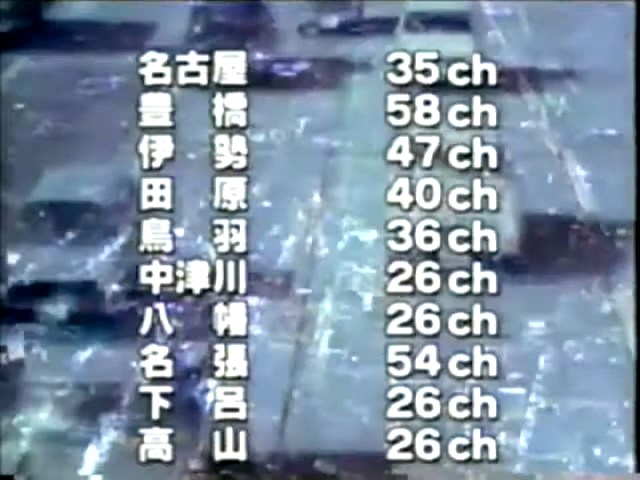 名古屋 35ch
豊橋 58ch
伊勢 47ch
田原 40ch
鳥羽 36ch
中津川 26ch
八幡 26ch
名張 54ch
下呂 26ch
高山 26ch